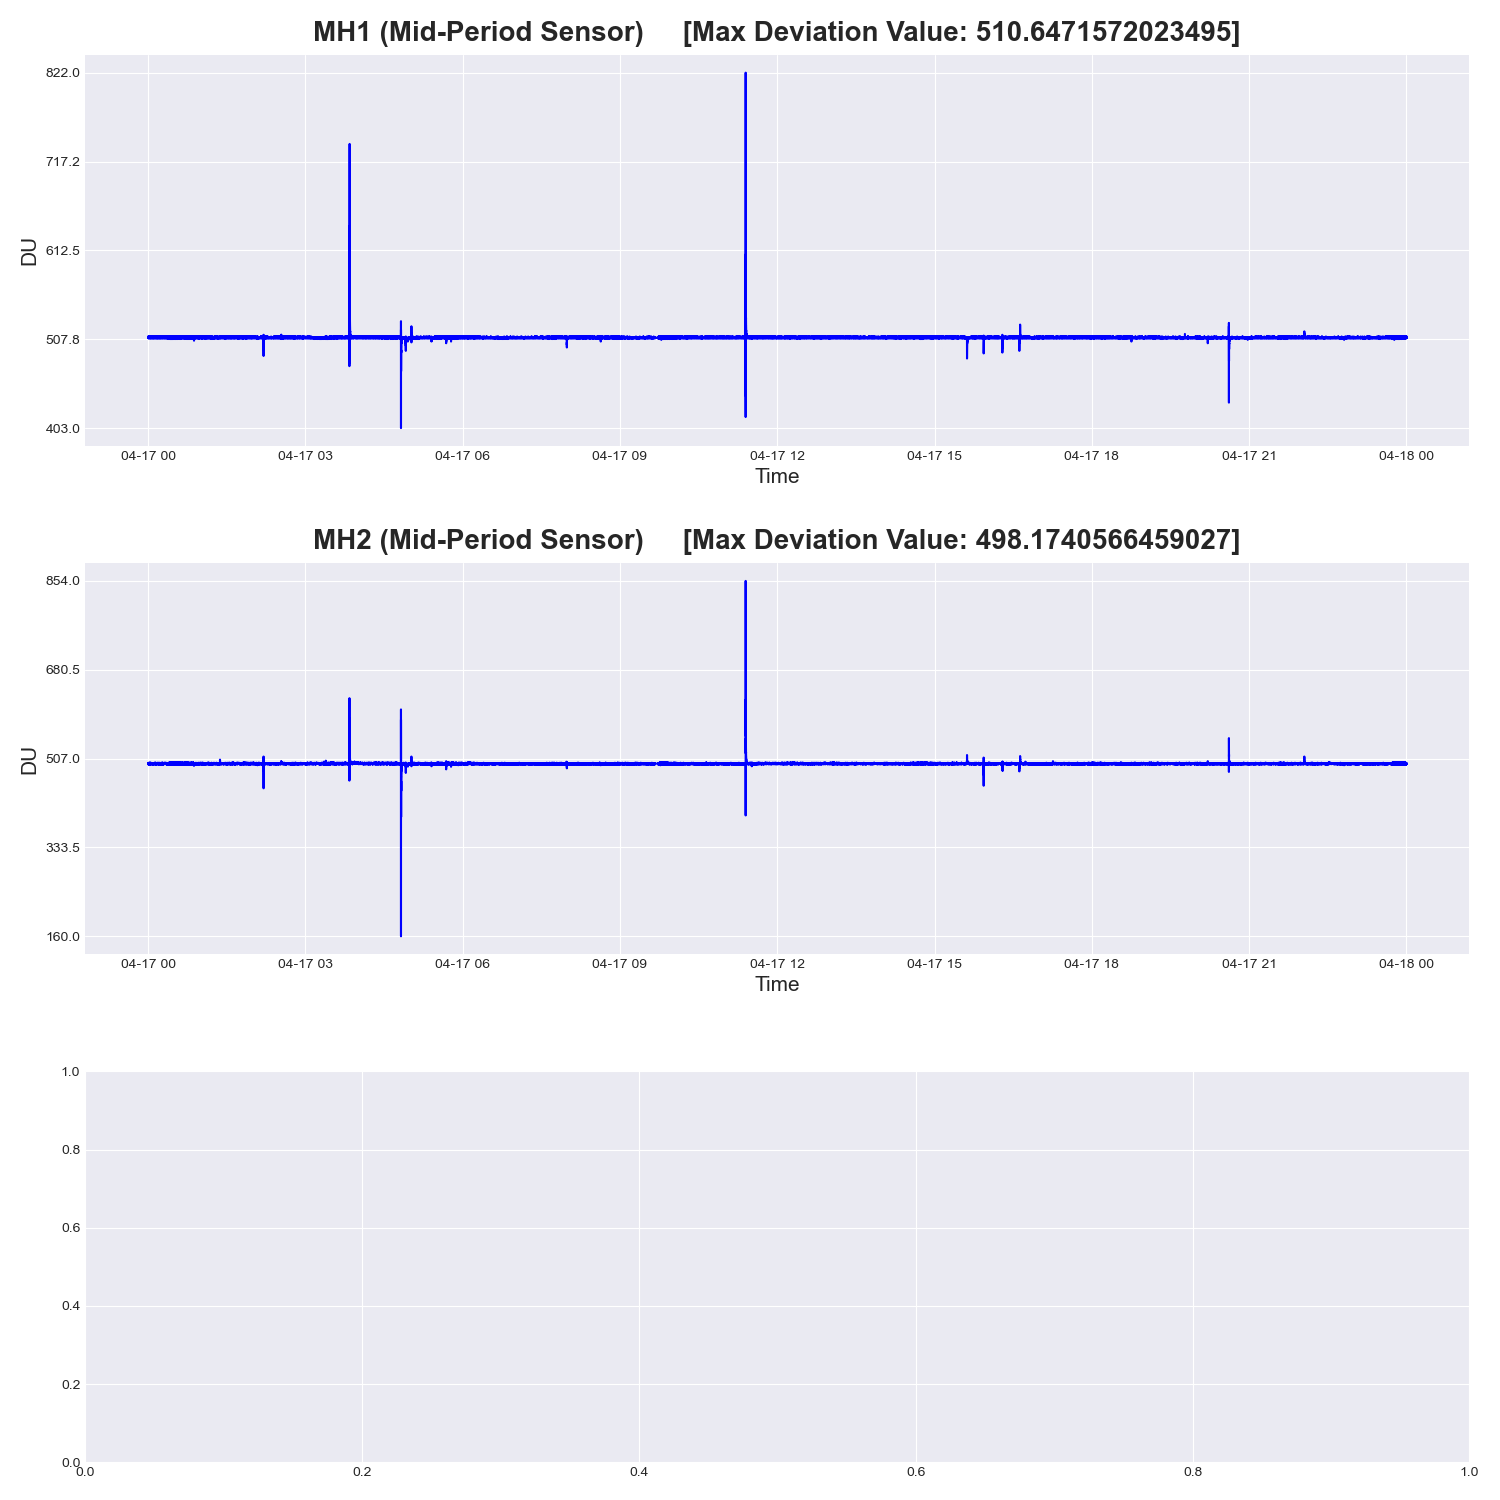 MH1 (Mid-Period Sensor) [Max Deviation Value: 510.6471572023495]
822.0
717.2
612.5
507.8
403.0
DU
04-17 00 04-17 03 04-17 06 04-17 09 04-17 12 04-17 15 04-17 18 04-17 21 04-18 00
Time
MH2 (Mid-Period Sensor) [Max Deviation Value: 498.1740566459027]
854.0
680.5
507.0
333.5
160.0
DU
04-17 00 04-17 03 04-17 06 04-17 09 04-17 12 04-17 15 04-17 18 04-17 21 04-18 00
Time
1.0
0.8
0.6
0.4
0.2
0.0
0.0 0.2 0.4 0.6 0.8 1.0